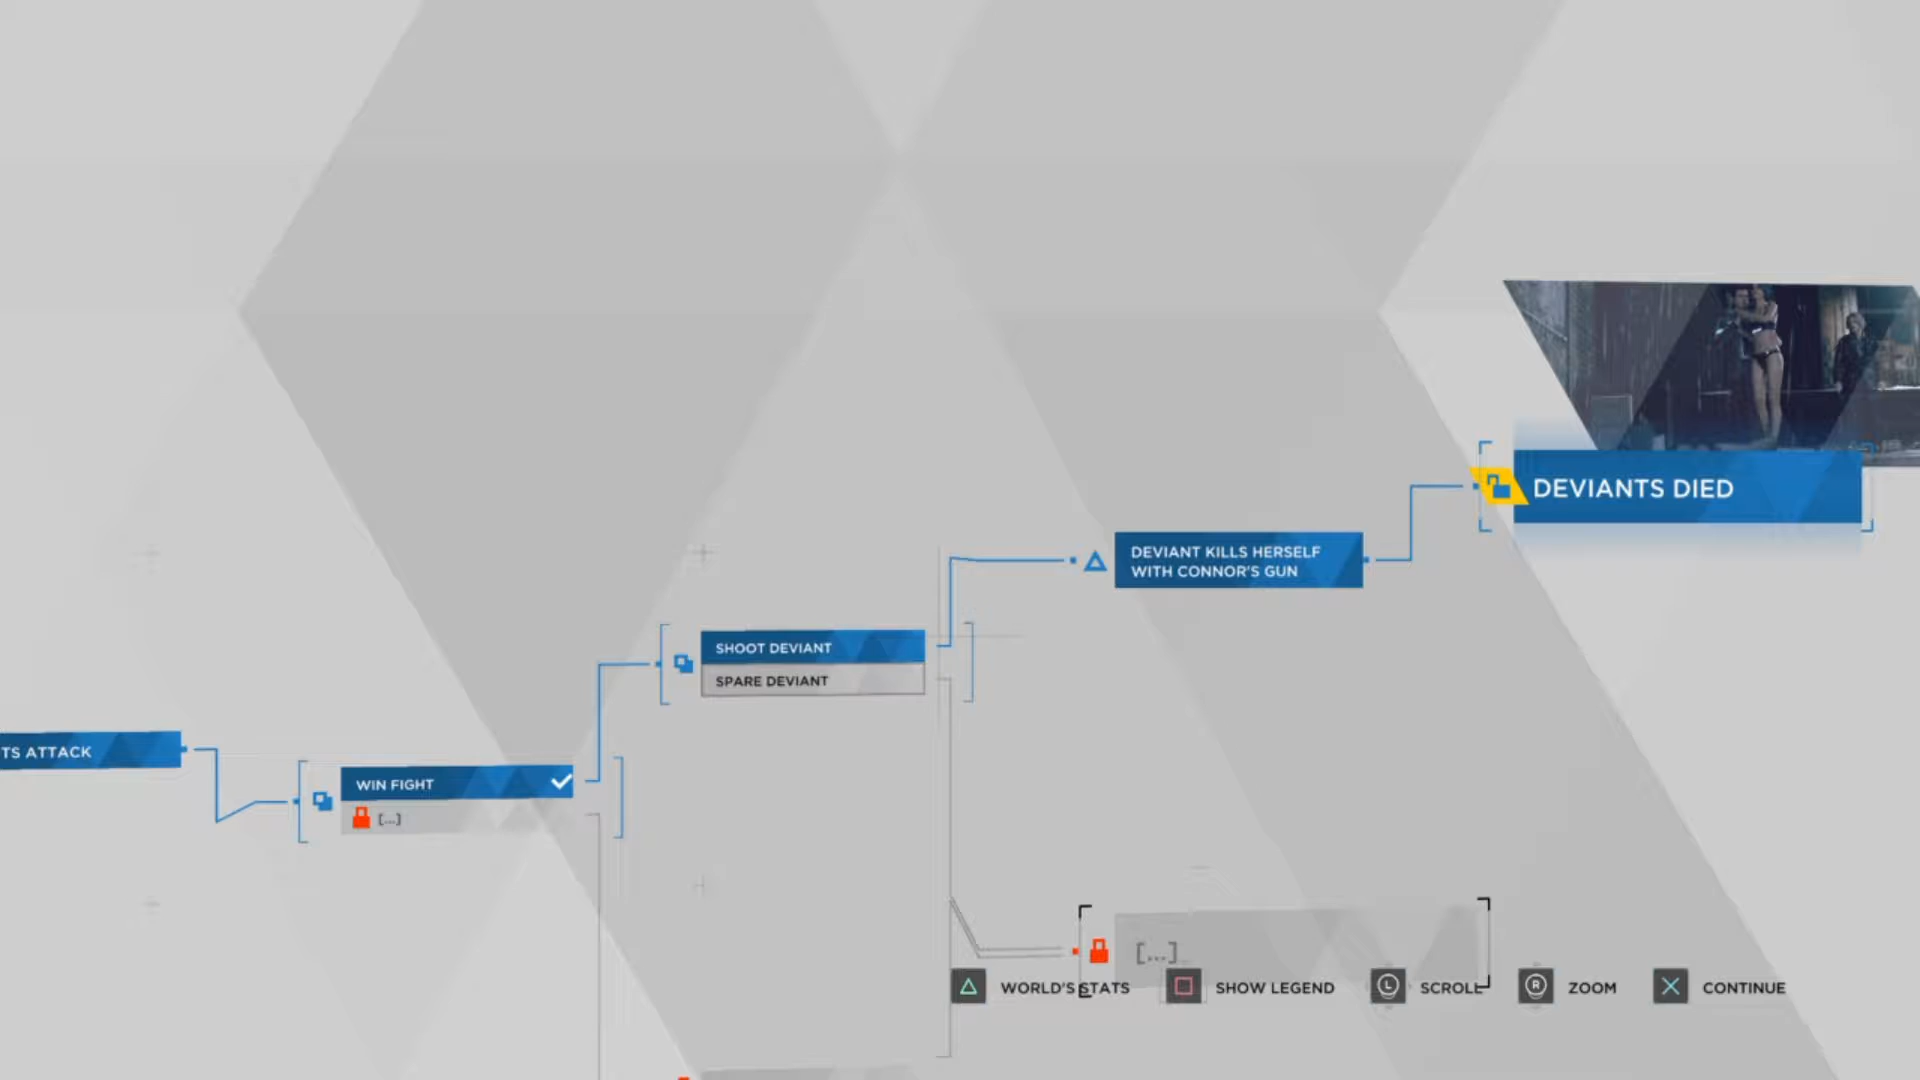 DEVIANTS DIED
DEVIANT KILLS HERSELF
WITH CONNOR'S GUN
SHOOT DEVIANT
SPARE DEVIANT
TS ATTACK
WIN FIGHT
[...]
[...]
WORLD'S STATS
SHOW LEGEND
L
SCROLL
R
ZOOM
CONTINUE